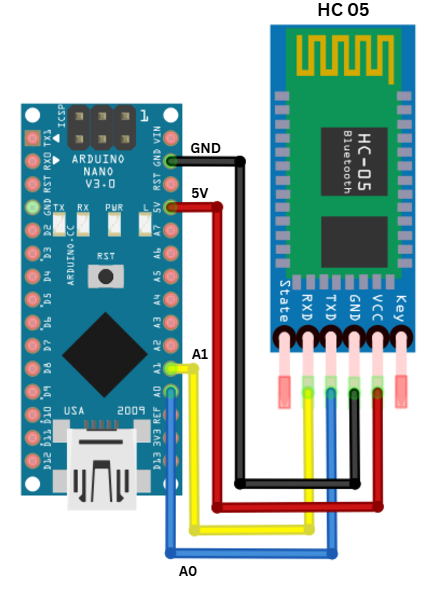 HC 05
ICSP
1
TX1
RX0
RST
GND
D2
D3
D4
D5
D6
D7
D8
D9
D10
D11
D12
ARDUINO
NANO
V3.0
TX
RX
PWR
L
ARDUINO.CC
RST
USA
2009
VIN
GND
RST
5V
A7
A6
A5
A4
A3
A2
A1
A0
REF
3V3
D13
GND
5V
A1
A0
HC-05
Bluetooth
State
RXD
TXD
GND
VCC
Key